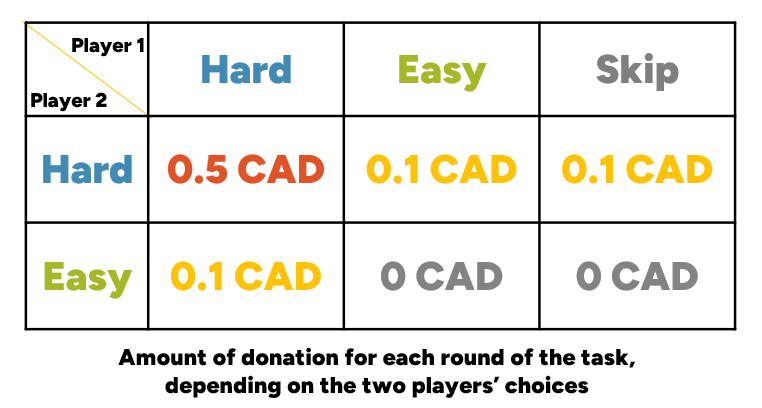 Player 1
Player 2
Hard Easy Skip
Hard 0.5 CAD 0.1 CAD 0.1 CAD
Easy 0.1 CAD 0 CAD 0 CAD
Amount of donation for each round of the task,
depending on the two players’ choices